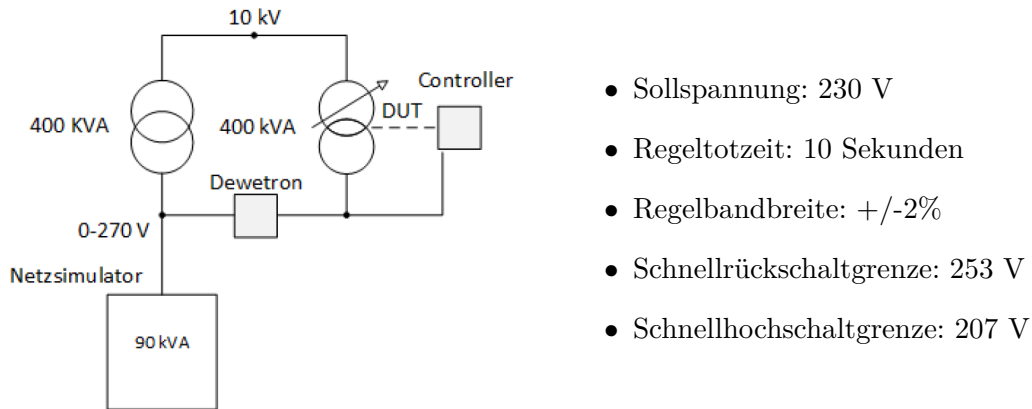 10 kV
Controller
400 KVA
400 kVA
DUT
Dewetron
0-270 V
Netzsimulator
90 kVA
• Sollspannung: 230 V
• Regeltotzeit: 10 Sekunden
• Regelbandbreite: +/-2%
• Schnellrückschaltgrenze: 253 V
• Schnellhochschaltgrenze: 207 V